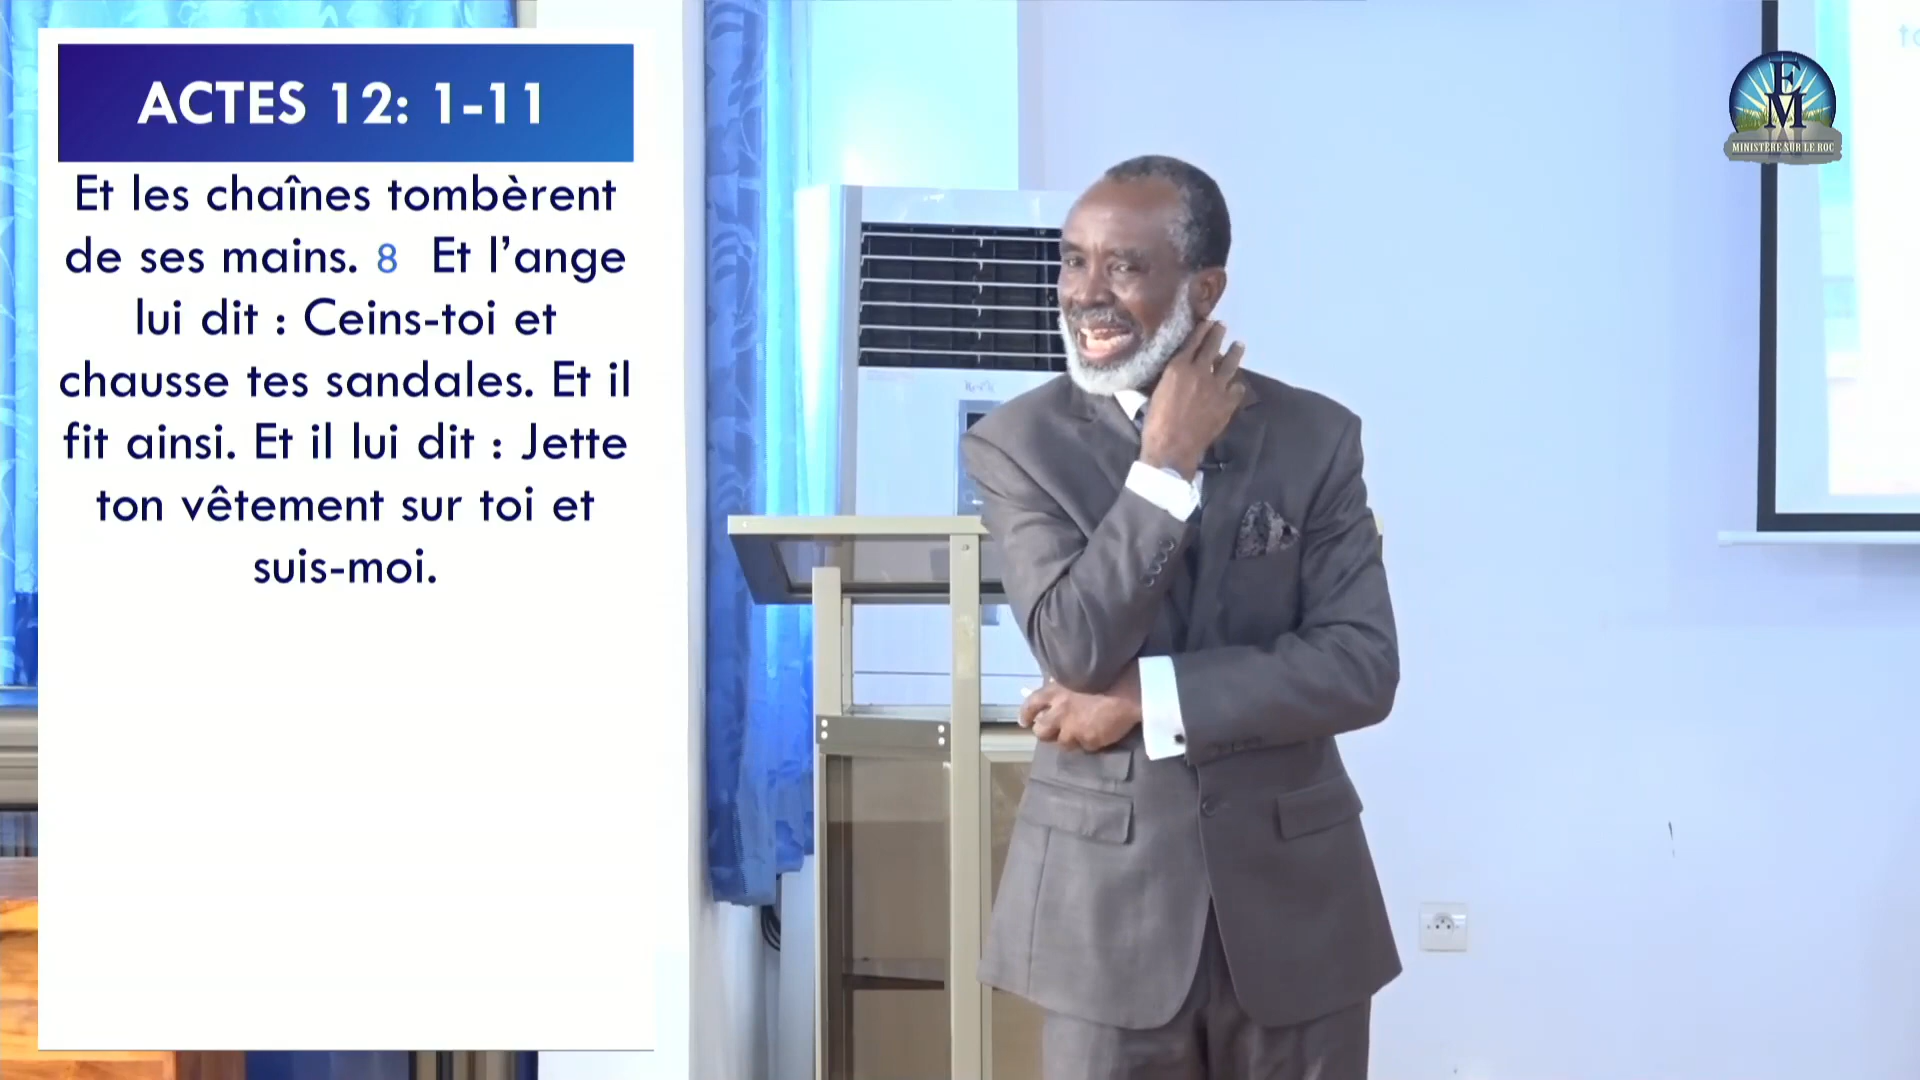 ACTES 12: 1-11
Et les chaînes tombèrent
de ses mains. 8 Et l’ange
lui dit : Ceins-toi et
chausse tes sandales. Et il
fit ainsi. Et il lui dit : Jette
ton vêtement sur toi et
suis-moi.
EM
MINISTÈRE SUR LE ROC